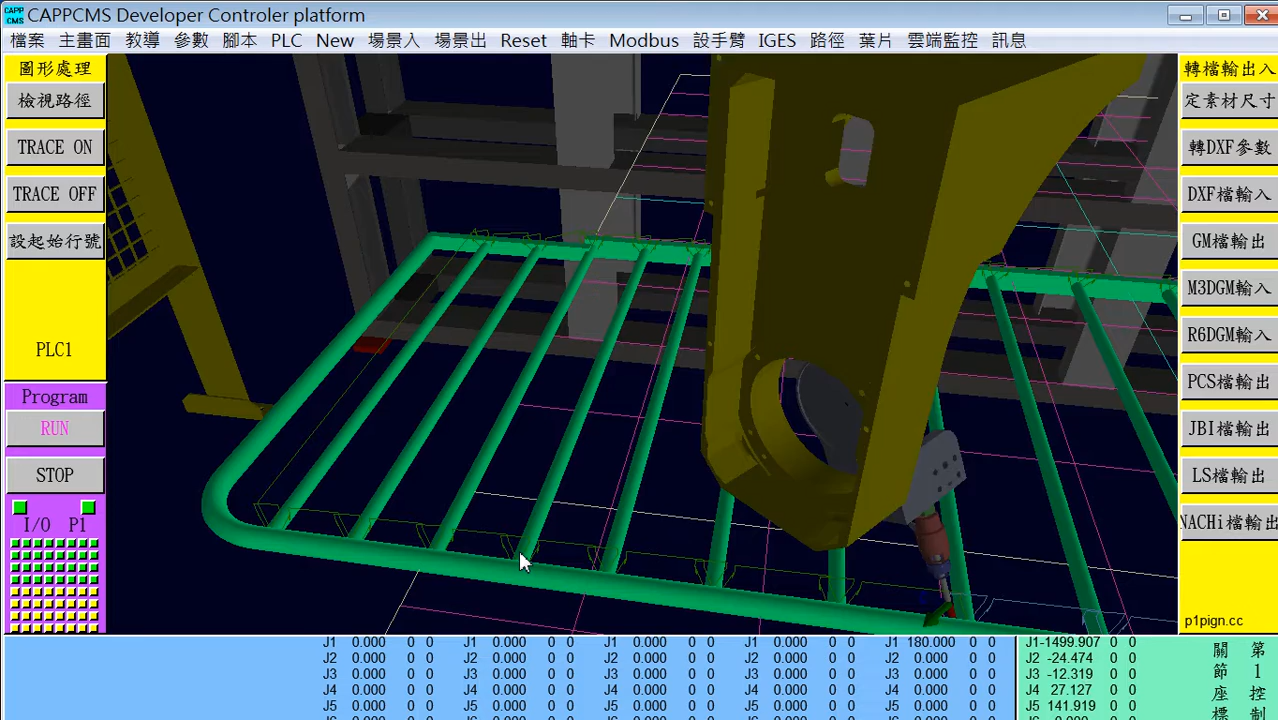 CAPP CMS CAPPCMS Developer Controler platform
檔案 主畫面 教導 參數 腳本 PLC New 場景入 場景出 Reset 軸卡 Modbus 設手臂 IGES 路徑 葉片 雲端監控 訊息
圖形處理
檢視路徑
TRACE ON
TRACE OFF
設起始行號
PLC1
Program
RUN
STOP
I/O P1
轉檔輸出入
定素材尺寸
轉DXF參數
DXF檔輸入
GM檔輸出
M3DGM輸入
R6DGM輸入
PCS檔輸出
JBI檔輸出
LS檔輸出
NACHi檔輸出
p1pign.cc
J1 0.000 0 0 J1 0.000 0 0 J1 0.000 0 0 J1 0.000 0 0 J1 180.000 0 0 J1-1499.907 0 0
J2 0.000 0 0 J2 0.000 0 0 J2 0.000 0 0 J2 0.000 0 0 J2 0.000 0 0 J2 -24.474 0 0
J3 0.000 0 0 J3 0.000 0 0 J3 0.000 0 0 J3 0.000 0 0 J3 0.000 0 0 J3 -12.319 0 0
J4 0.000 0 0 J4 0.000 0 0 J4 0.000 0 0 J4 0.000 0 0 J4 0.000 0 0 J4 27.127 0 0
J5 0.000 0 0 J5 0.000 0 0 J5 0.000 0 0 J5 0.000 0 0 J5 0.000 0 0 J5 141.919 0 0
關節座標
第1控制